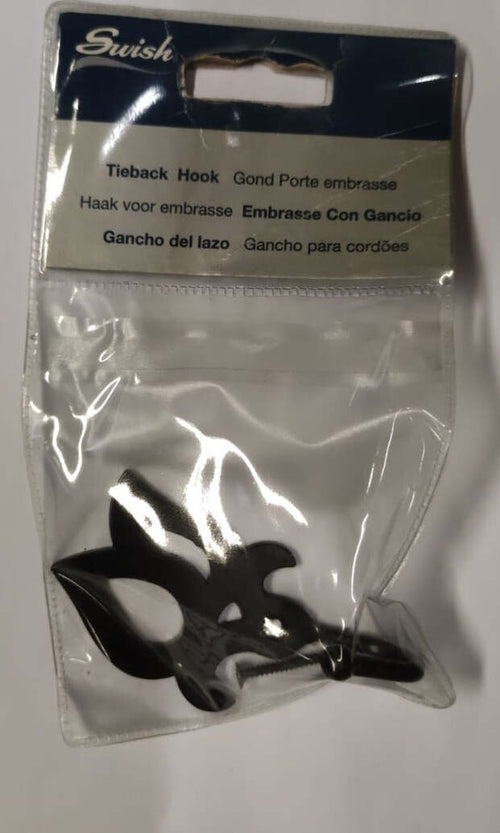 Swish
Tieback Hook Gond Porte embrasse
Haak voor embrasse Embrasse Con Gancio
Gancho del lazo Gancho para cordões